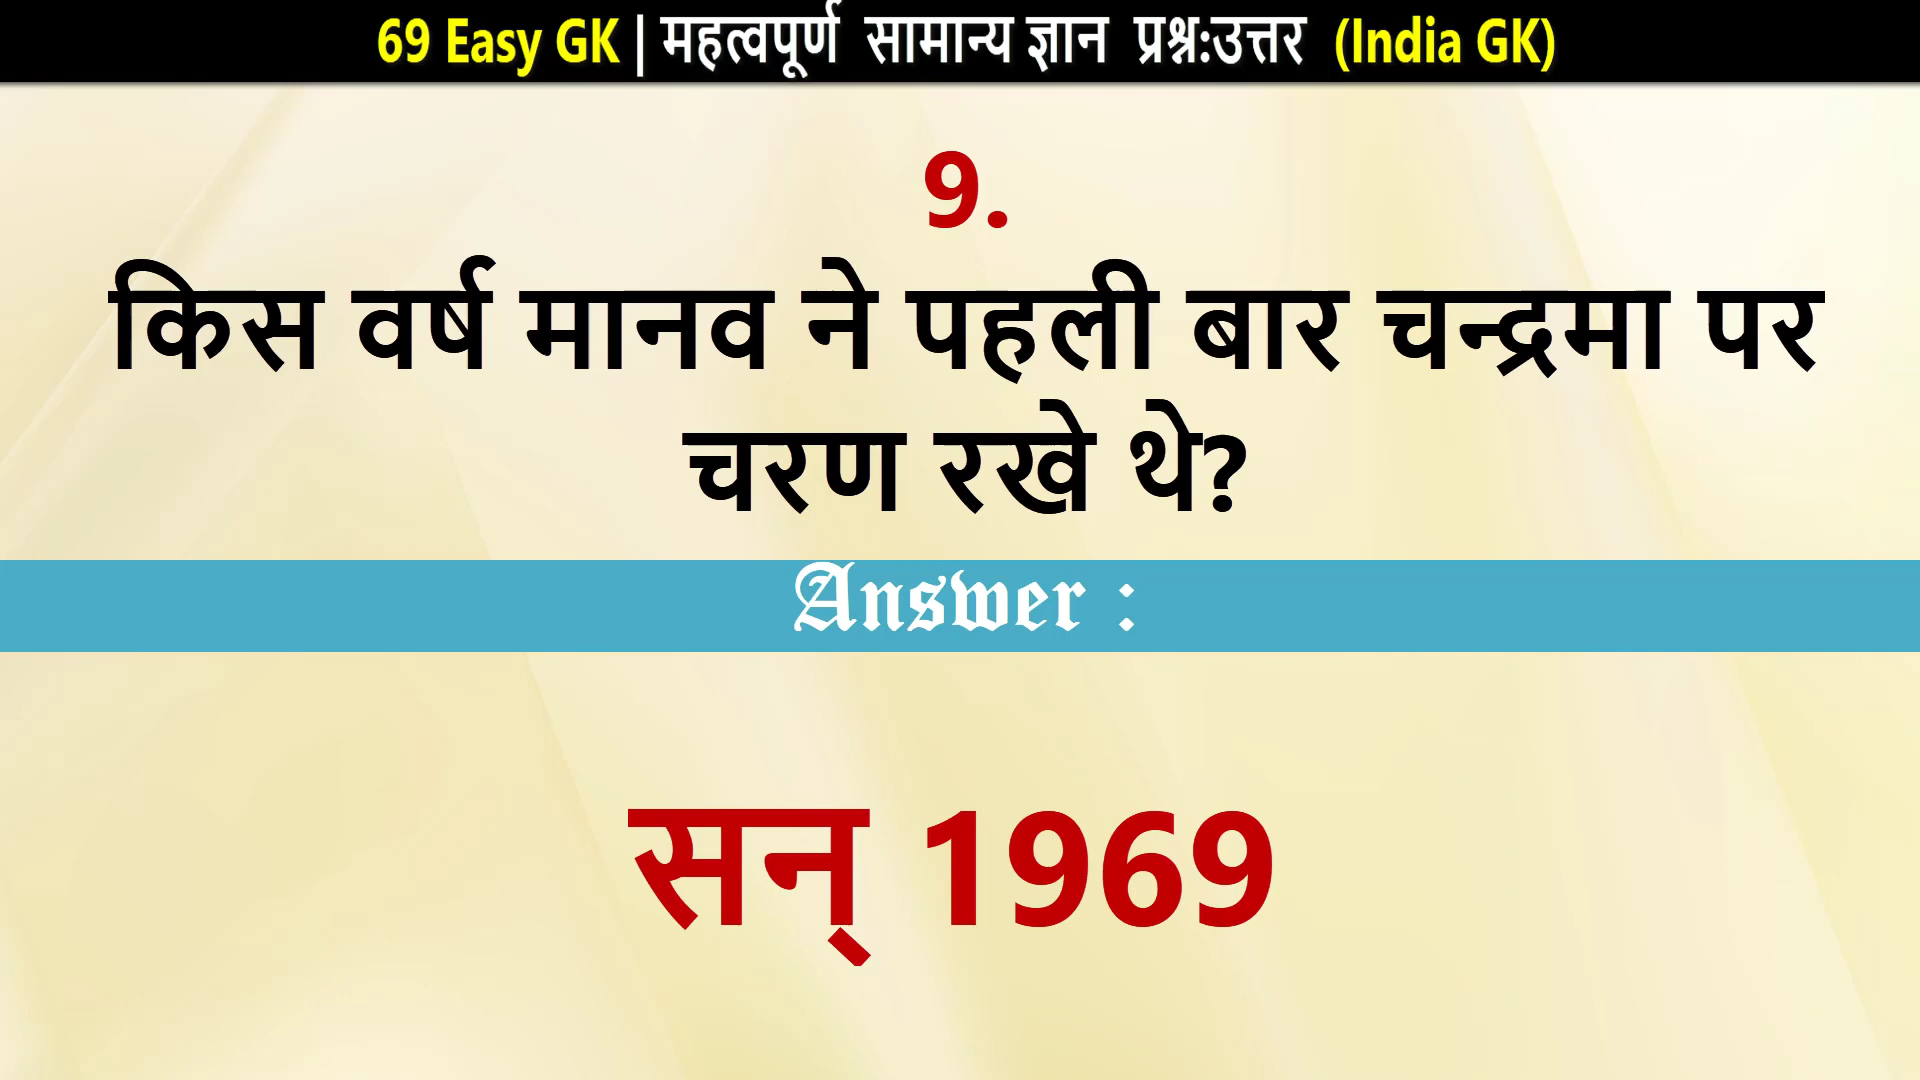 69 Easy GK | महत्वपूर्ण सामान्य ज्ञान प्रश्न:उत्तर (India GK)
9.
किस वर्ष मानव ने पहली बार चन्द्रमा पर
चरण रखे थे?
Answer :
सन् 1969